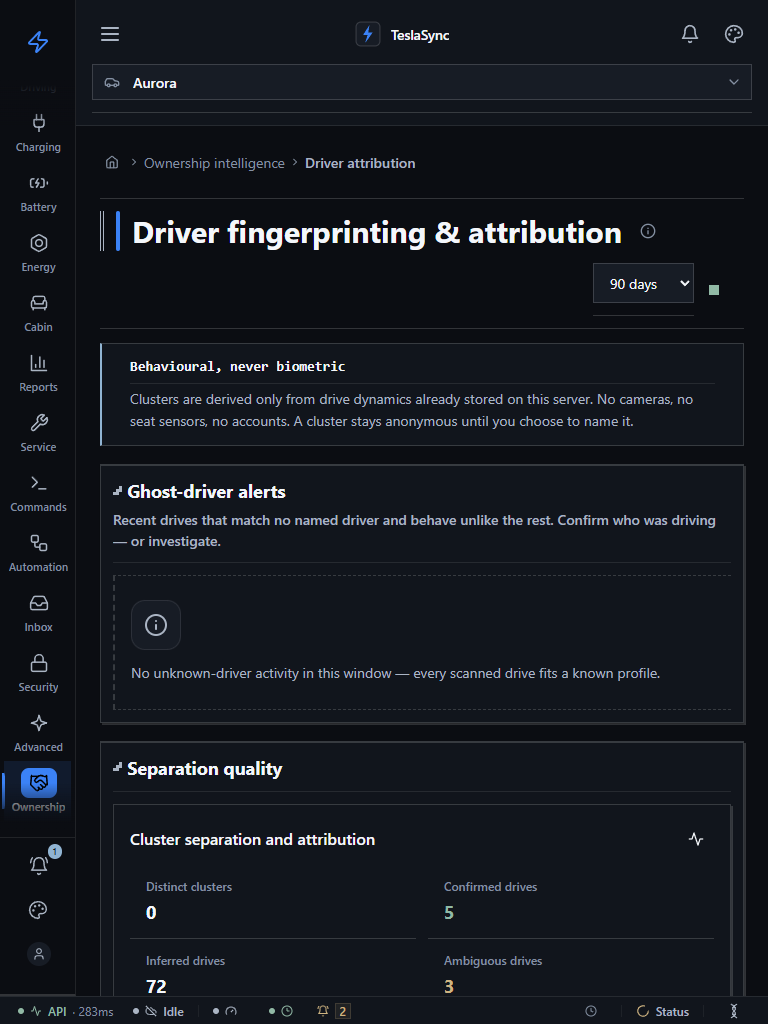 TeslaSync
Aurora
Charging
Battery
Energy
Cabin
Reports
Service
Commands
Automation
Inbox
Security
Advanced
Ownership
1
Ownership intelligence > Driver attribution
Driver fingerprinting & attribution
90 days
Behavioural, never biometric
Clusters are derived only from drive dynamics already stored on this server. No cameras, no
seat sensors, no accounts. A cluster stays anonymous until you choose to name it.
Ghost-driver alerts
Recent drives that match no named driver and behave unlike the rest. Confirm who was driving
— or investigate.
No unknown-driver activity in this window — every scanned drive fits a known profile.
Separation quality
Cluster separation and attribution
Distinct clusters
0
Confirmed drives
5
Inferred drives
72
Ambiguous drives
3
API · 283ms
Idle
2
Status